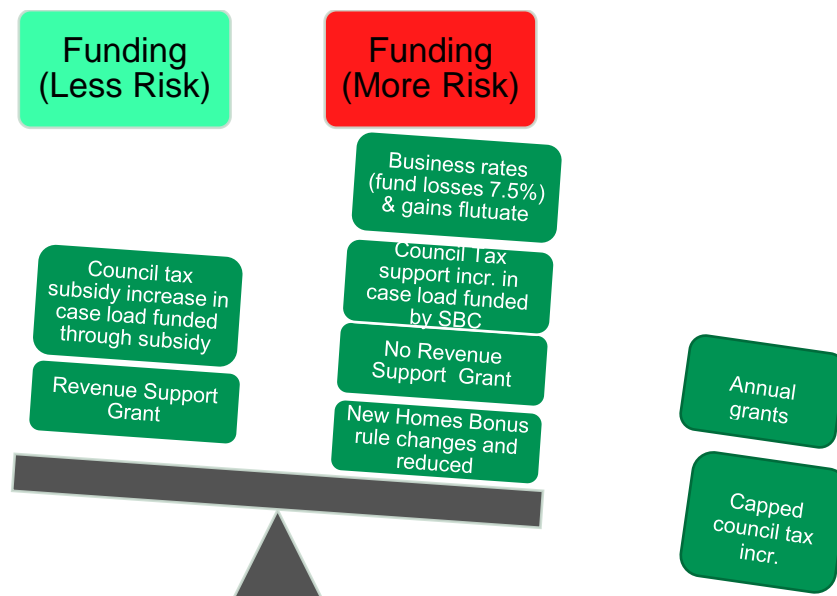 Funding
(Less Risk)
Funding
(More Risk)
Business rates
(fund losses 7.5%)
& gains flutuate
Council tax
subsidy increase in
case load funded
through subsidy
Council Tax
support incr. in
case load funded
by SBC
Revenue Support
Grant
No Revenue
Support Grant
New Homes Bonus
rule changes and
reduced
Annual
grants
Capped
council tax
incr.